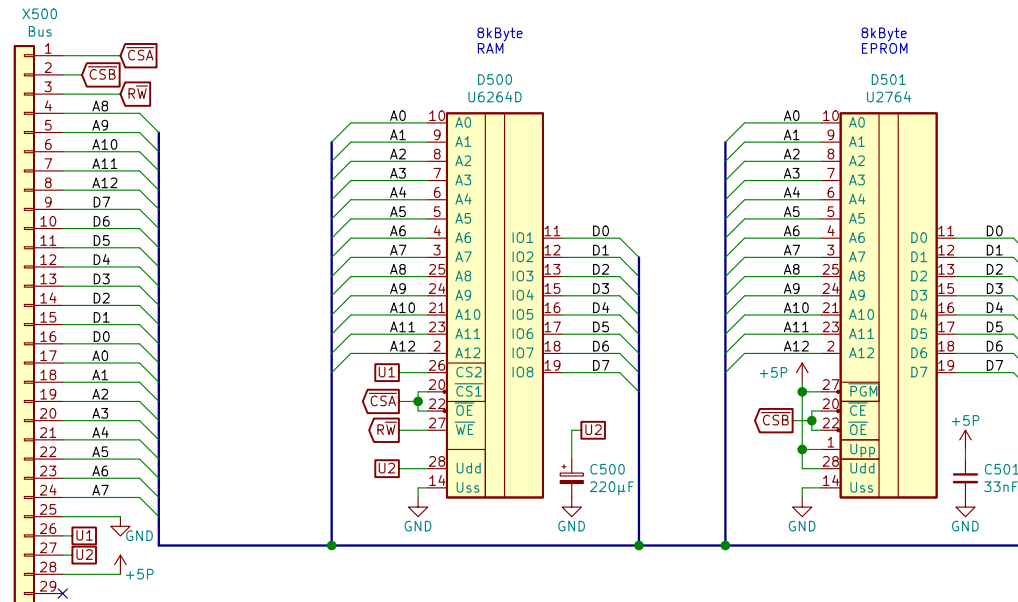 X500
Bus
1 CSA
2 CSB
3 RW
4 A8
5 A9
6 A10
7 A11
8 A12
9 D7
10 D6
11 D5
12 D4
13 D3
14 D2
15 D1
16 D0
17 A0
18 A1
19 A2
20 A3
21 A4
22 A5
23 A6
24 A7
25 GND
26 U1
27 U2
28 +5P
29
8kByte
RAM
D500
U6264D
A0 10 A0
A1 9 A1
A2 8 A2
A3 7 A3
A4 6 A4
A5 5 A5
A6 4 A6 IO1 11 D0
A7 3 A7 IO2 12 D1
A8 25 A8 IO3 13 D2
A9 24 A9 IO4 15 D3
A10 21 A10 IO5 16 D4
A11 23 A11 IO6 17 D5
A12 2 A12 IO7 18 D6
U1 26 CS2 IO8 19 D7
20 CS1
CSA
22 OE
RW 27 WE
U2 28 Udd
14 Uss
GND
U2
+
C500
220µF
GND
8kByte
EPROM
D501
U2764
A0 10 A0
A1 9 A1
A2 8 A2
A3 7 A3
A4 6 A4
A5 5 A5
A6 4 A6 D0 11 D0
A7 3 A7 D1 12 D1
A8 25 A8 D2 13 D2
A9 24 A9 D3 15 D3
A10 21 A10 D4 16 D4
A11 23 A11 D5 17 D5
A12 2 A12 D6 18 D6
+5P D7 19 D7
27 PGM
20 CE
CSB
22 OE
1 Upp
28 Udd
14 Uss
GND
+5P
C501
33nF
GND